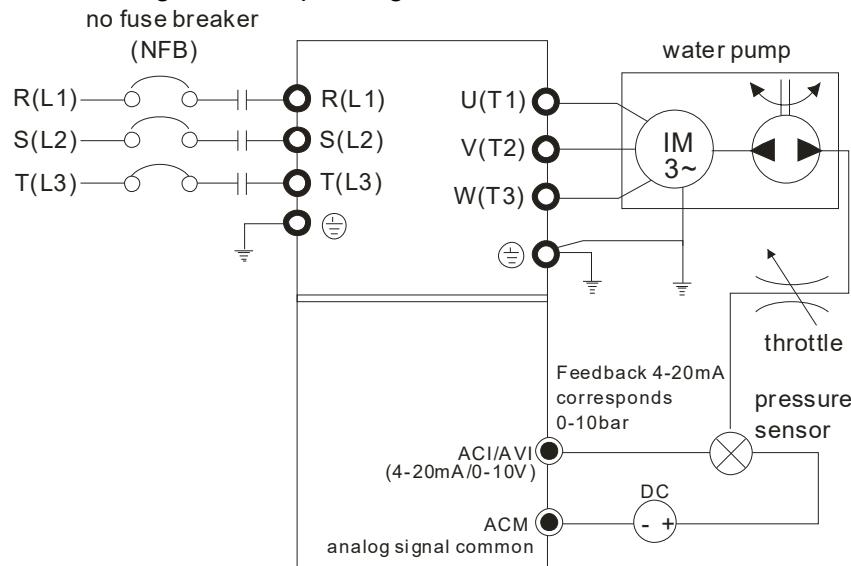 no fuse breaker
(NFB)
water pump
R(L1)
R(L1)
U(T1)
S(L2)
S(L2)
V(T2)
IM
3~
T(L3)
T(L3)
W(T3)
throttle
Feedback 4-20mA
corresponds
0-10bar
pressure
sensor
ACI/AVI
(4-20mA/0-10V)
DC
- +
ACM
analog signal common